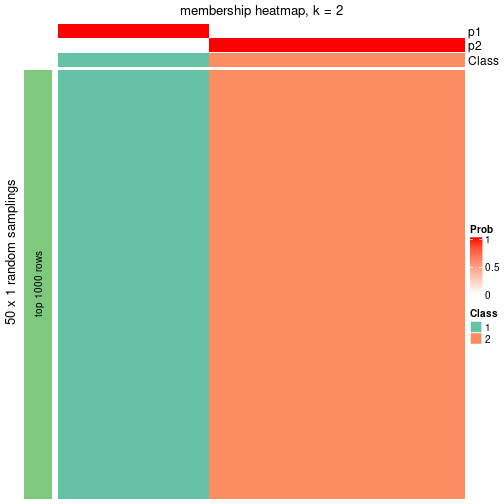 membership heatmap, k = 2
p1
p2
Class
50 x 1 random samplings
top 1000 rows
Prob
1
0.5
0
Class
1
2